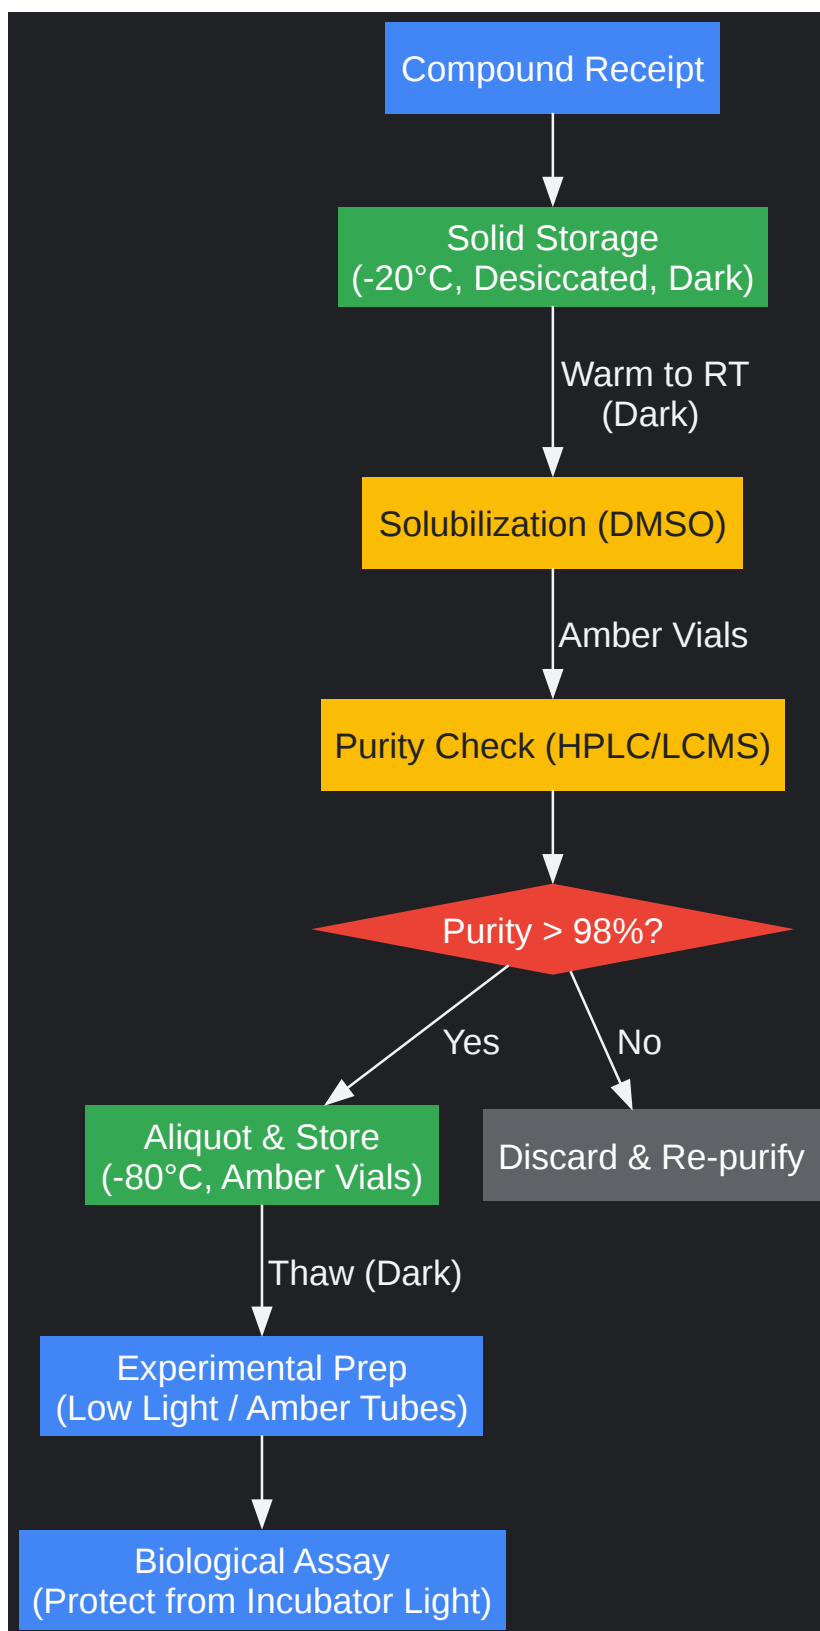 Compound Receipt
Solid Storage
(-20°C, Desiccated, Dark)
Warm to RT
(Dark)
Solubilization (DMSO)
Amber Vials
Purity Check (HPLC/LCMS)
Purity > 98%?
Yes
No
Aliquot & Store
(-80°C, Amber Vials)
Discard & Re-purify
Thaw (Dark)
Experimental Prep
(Low Light / Amber Tubes)
Biological Assay
(Protect from Incubator Light)